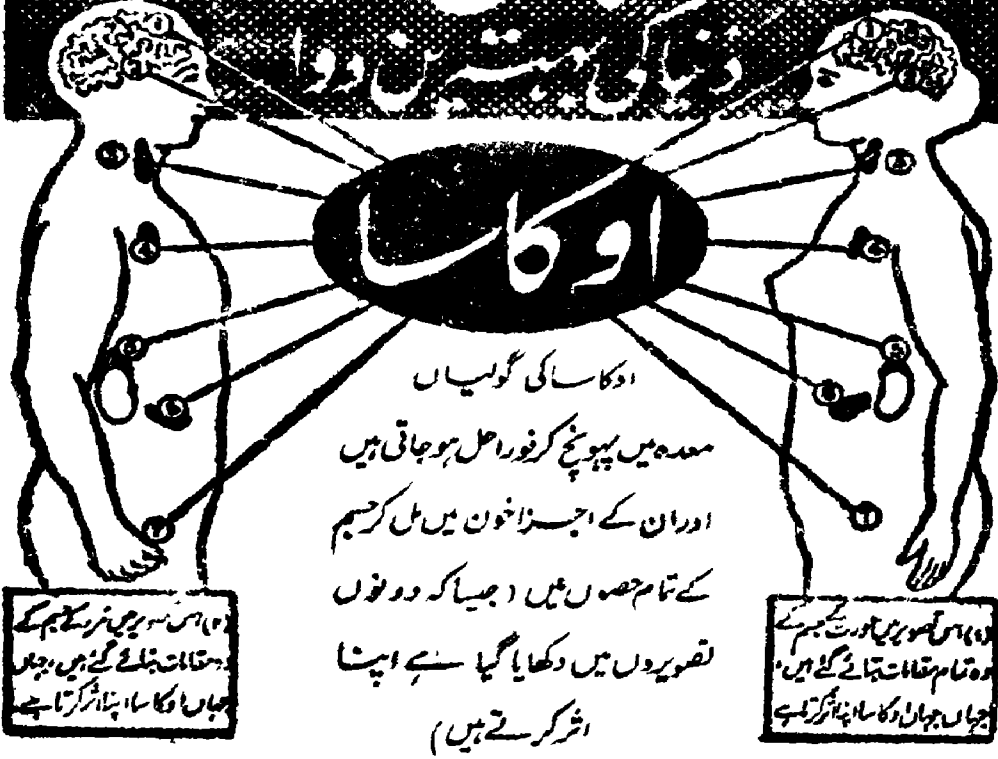 دنیا کی بہترین دوا
اوکاسا
اوکاسا کی گولیاں
معدہ میں پہونچ کر فوراً حل ہو جاتی ہیں
اور ان کے اجزا خون میں مل کر جسم
کے تمام حصوں میں (جیسا کہ دونوں
تصویروں میں دکھایا گیا ہے اپنا
اثر کرتے ہیں)
(۱) اس تصویر میں عورت کے جسم کے
وہ تمام مقامات بتائے گئے ہیں،
جہاں جہاں اوکاسا اپنا اثر کرتا ہے
(۲) اس تصویر میں مرد کے جسم کے
وہ مقامات بتائے گئے ہیں، جہاں
جہاں اوکاسا اپنا اثر کرتا ہے